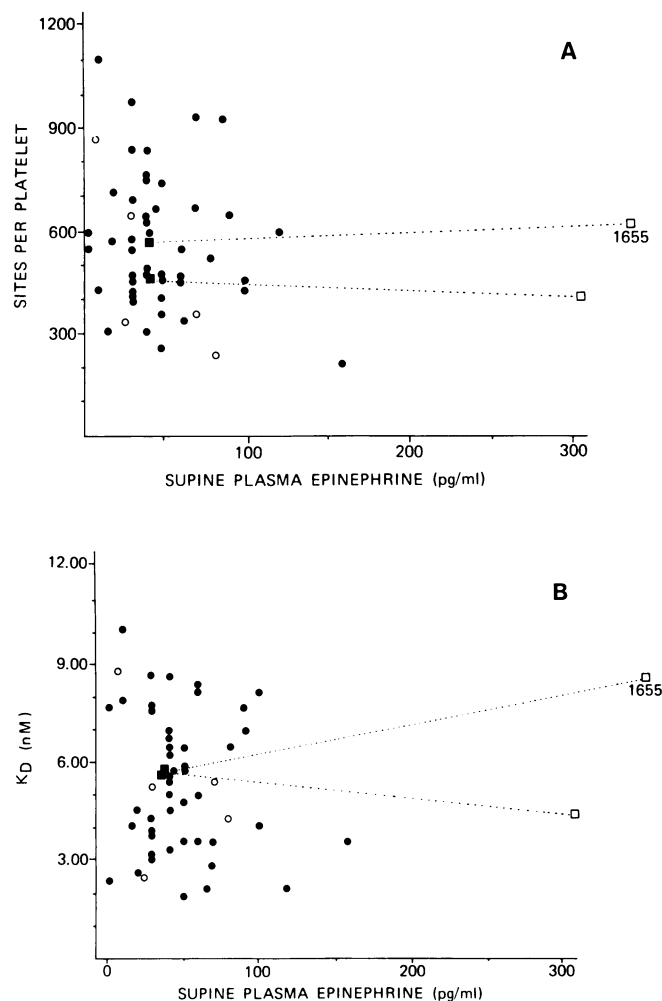 1200
A
900
SITES PER PLATELET
600
1655
300
100
200
300
SUPINE PLASMA EPINEPHRINE (pg/ml)
12.00
B
9.00
1655
KD (nM)
6.00
3.00
0
100
200
300
SUPINE PLASMA EPINEPHRINE (pg/ml)